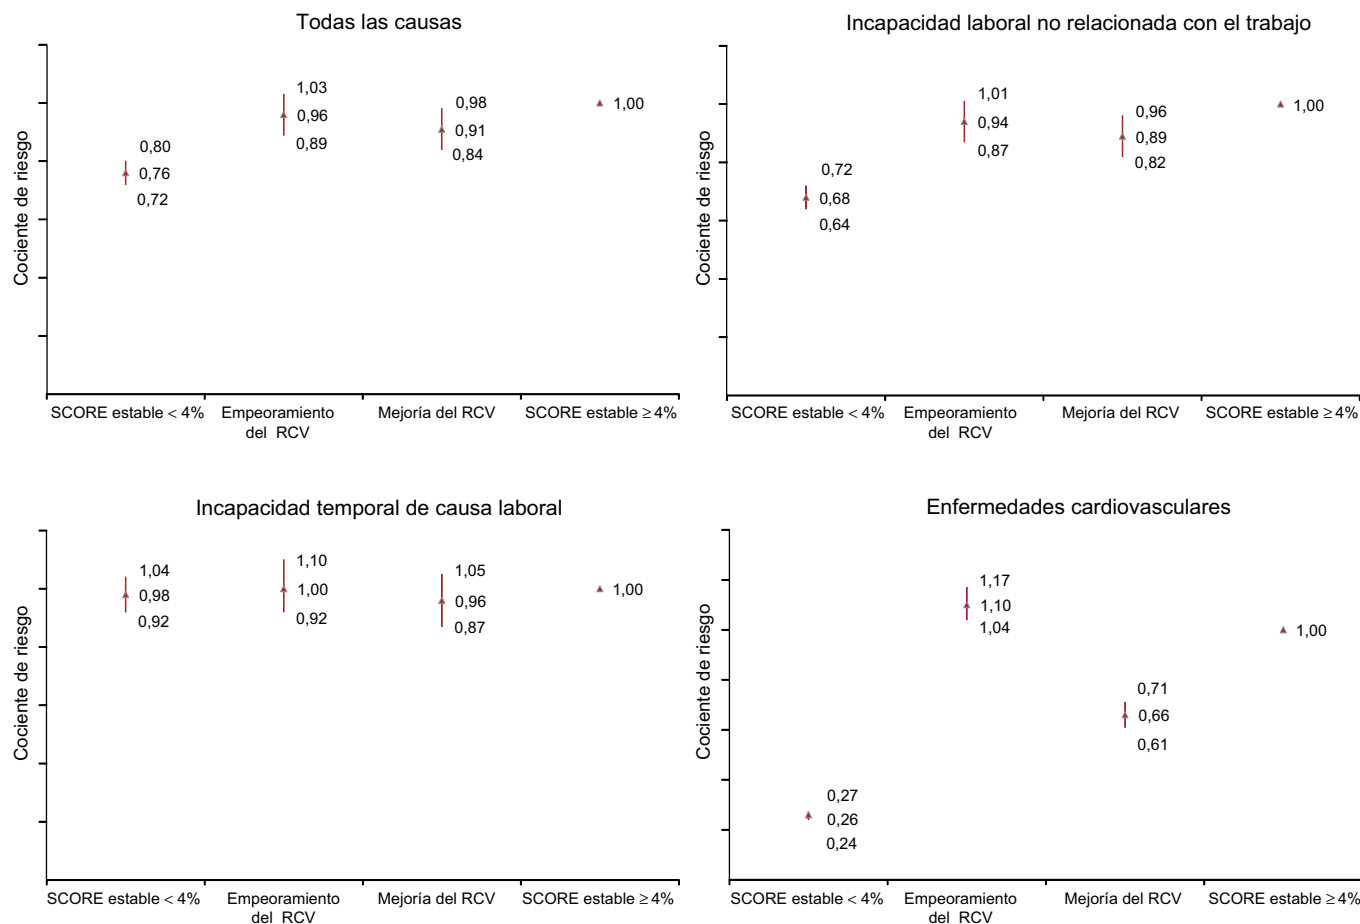 Todas las causas
Cociente de riesgo
0,80
0,76
0,72
1,03
0,96
0,89
0,98
0,91
0,84
1,00
SCORE estable < 4%
Empeoramiento
del RCV
Mejoría del RCV
SCORE estable ≥ 4%
Incapacidad laboral no relacionada con el trabajo
Cociente de riesgo
0,72
0,68
0,64
1,01
0,94
0,87
0,96
0,89
0,82
1,00
SCORE estable < 4%
Empeoramiento
del RCV
Mejoría del RCV
SCORE estable ≥ 4%
Incapacidad temporal de causa laboral
Cociente de riesgo
1,04
0,98
0,92
1,10
1,00
0,92
1,05
0,96
0,87
1,00
SCORE estable < 4%
Empeoramiento
del RCV
Mejoría del RCV
SCORE estable ≥ 4%
Enfermedades cardiovasculares
Cociente de riesgo
0,27
0,26
0,24
1,17
1,10
1,04
0,71
0,66
0,61
1,00
SCORE estable < 4%
Empeoramiento
del RCV
Mejoría del RCV
SCORE estable ≥ 4%